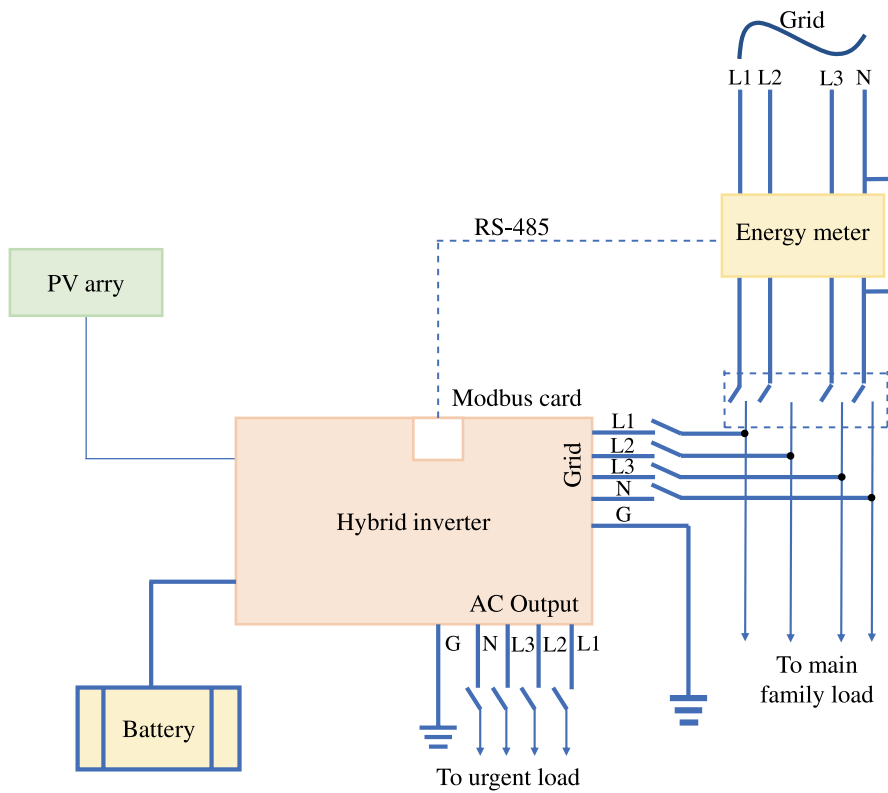 Grid
L1 L2 L3 N
Energy meter
RS-485
PV arry
Modbus card
L1
L2
L3
N
G
Grid
Hybrid inverter
AC Output
G N L3 L2 L1
To main
family load
Battery
To urgent load